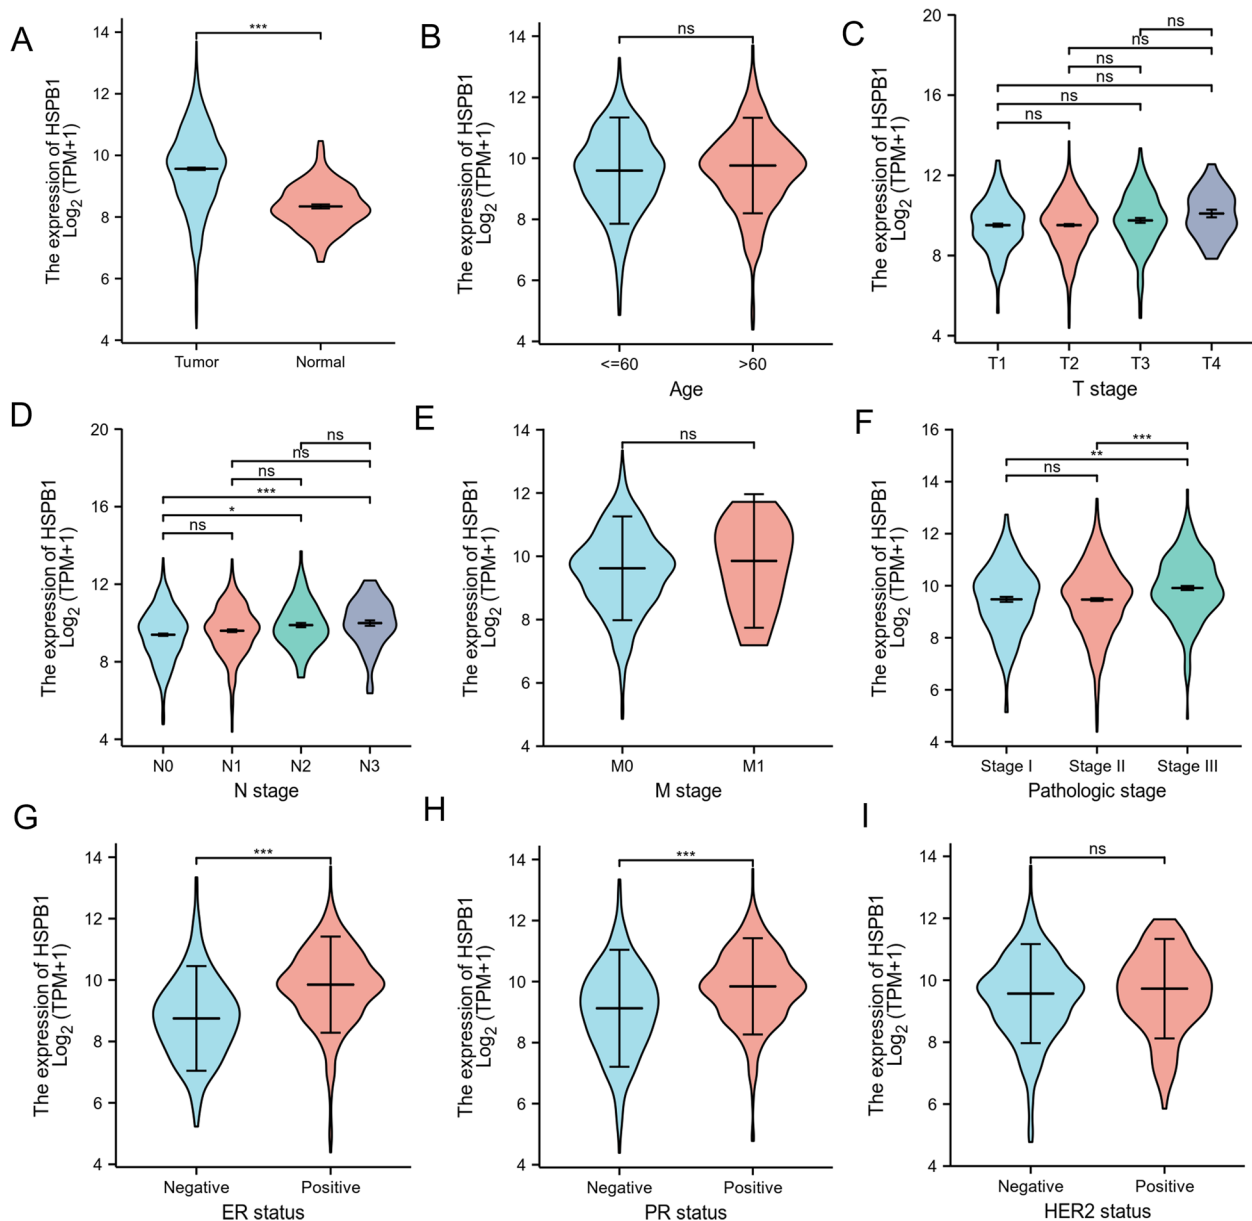 A
The expression of HSPB1
Log2 (TPM+1)
14
12
10
8
6
4
***
Tumor Normal
B
The expression of HSPB1
Log2 (TPM+1)
14
12
10
8
6
4
ns
<=60 >60
Age
C
The expression of HSPB1
Log2 (TPM+1)
20
16
12
8
4
ns
ns
ns
ns
ns
ns
T1 T2 T3 T4
T stage
D
The expression of HSPB1
Log2 (TPM+1)
20
16
12
8
4
ns
ns
ns
***
*
ns
N0 N1 N2 N3
N stage
E
The expression of HSPB1
Log2 (TPM+1)
14
12
10
8
6
4
ns
M0 M1
M stage
F
The expression of HSPB1
Log2 (TPM+1)
16
14
12
10
8
6
4
***
**
ns
Stage I Stage II Stage III
Pathologic stage
G
The expression of HSPB1
Log2 (TPM+1)
14
12
10
8
6
4
***
Negative Positive
ER status
H
The expression of HSPB1
Log2 (TPM+1)
14
12
10
8
6
4
***
Negative Positive
PR status
I
The expression of HSPB1
Log2 (TPM+1)
14
12
10
8
6
4
ns
Negative Positive
HER2 status